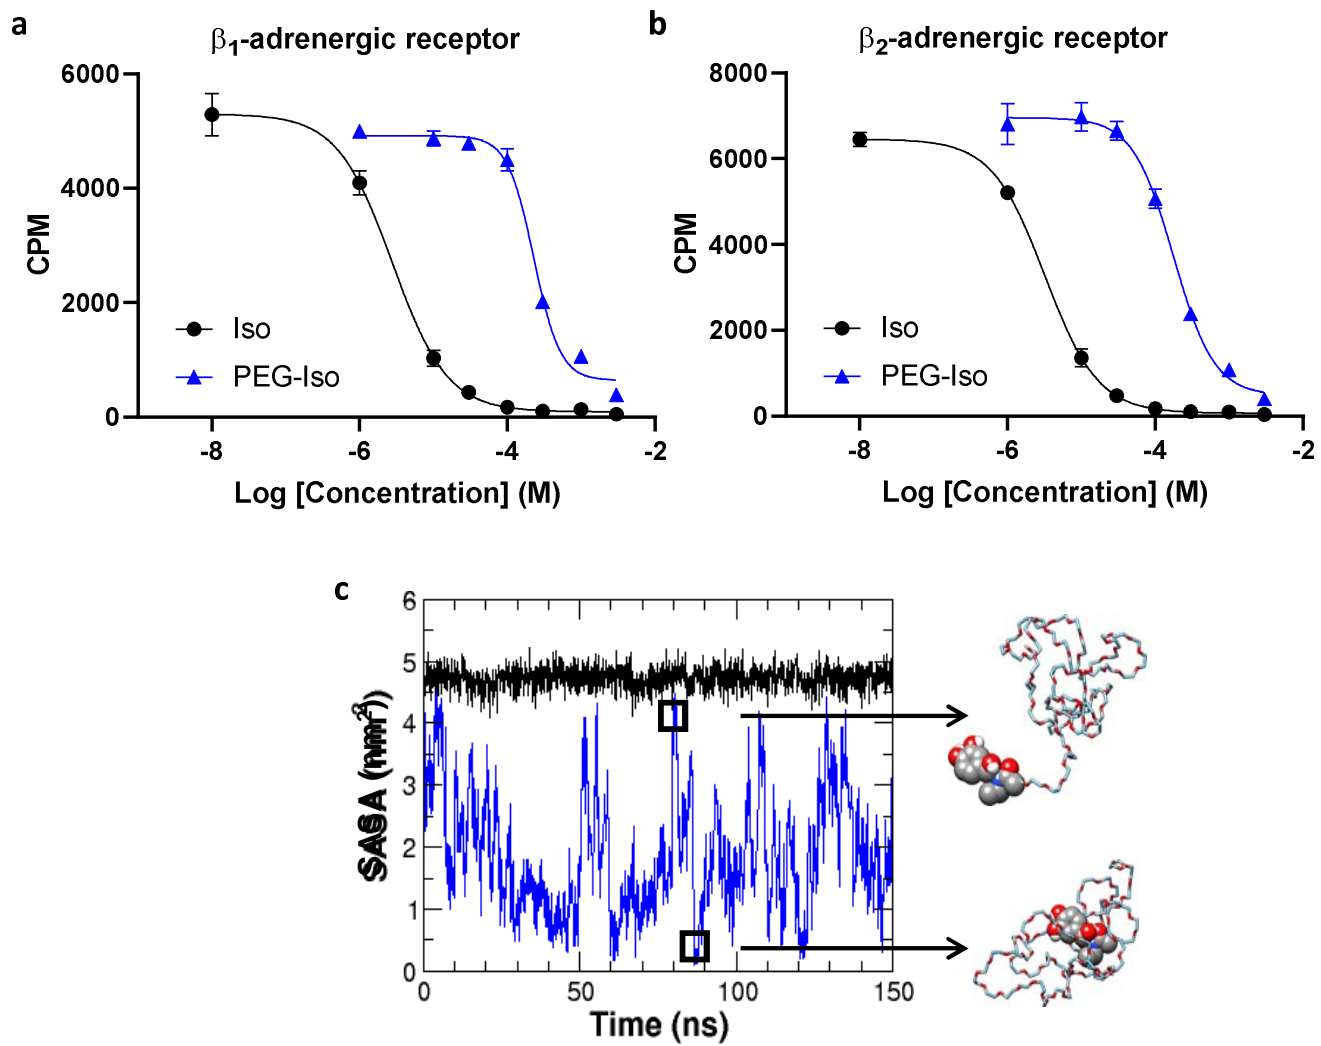 a
β1-adrenergic receptor
6000
4000
2000
0
CPM
Iso
PEG-Iso
-8
-6
-4
-2
Log [Concentration] (M)
b
β2-adrenergic receptor
8000
6000
4000
2000
0
CPM
Iso
PEG-Iso
-8
-6
-4
-2
Log [Concentration] (M)
c
6
5
4
3
2
1
0
SASA (nm²)
0
50
100
150
Time (ns)